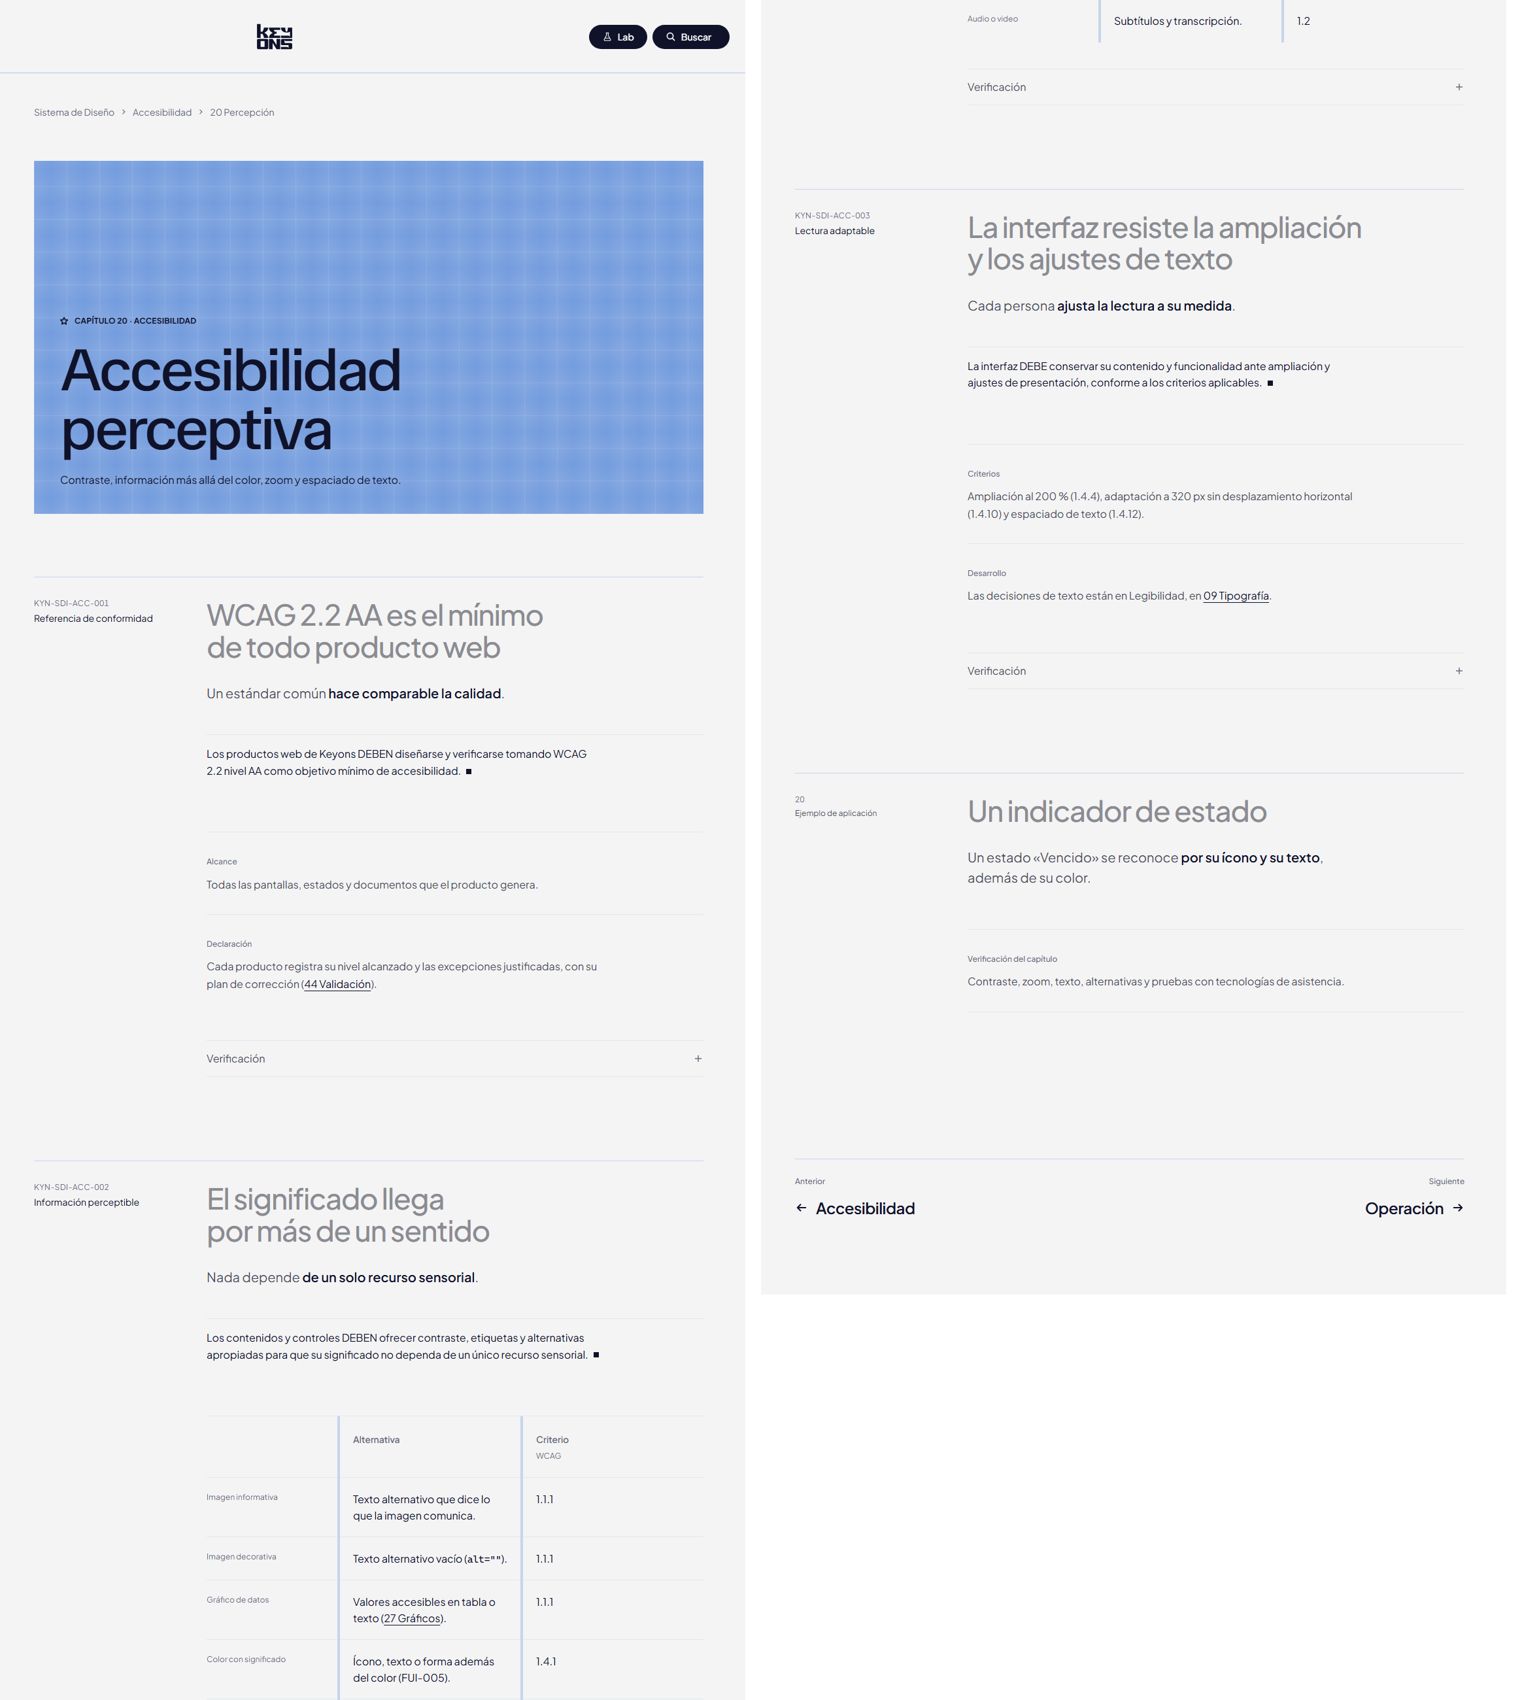 KEYONS
Lab
Buscar
Sistema de Diseño > Accesibilidad > 20 Percepción
CAPÍTULO 20 · ACCESIBILIDAD
Accesibilidad
perceptiva
Contraste, información más allá del color, zoom y espaciado de texto.
KYN-SDI-ACC-001
Referencia de conformidad
WCAG 2.2 AA es el mínimo
de todo producto web
Un estándar común hace comparable la calidad.
Los productos web de Keyons DEBEN diseñarse y verificarse tomando WCAG
2.2 nivel AA como objetivo mínimo de accesibilidad. ■
Alcance
Todas las pantallas, estados y documentos que el producto genera.
Declaración
Cada producto registra su nivel alcanzado y las excepciones justificadas, con su
plan de corrección (44 Validación).
Verificación +
KYN-SDI-ACC-002
Información perceptible
El significado llega
por más de un sentido
Nada depende de un solo recurso sensorial.
Los contenidos y controles DEBEN ofrecer contraste, etiquetas y alternativas
apropiadas para que su significado no dependa de un único recurso sensorial. ■
Alternativa
Criterio
WCAG
Imagen informativa
Texto alternativo que dice lo
que la imagen comunica.
1.1.1
Imagen decorativa
Texto alternativo vacío (alt="").
1.1.1
Gráfico de datos
Valores accesibles en tabla o
texto (27 Gráficos).
1.1.1
Color con significado
Ícono, texto o forma además
del color (FUI-005).
1.4.1
Audio o video
Subtítulos y transcripción.
1.2
Verificación +
KYN-SDI-ACC-003
Lectura adaptable
La interfaz resiste la ampliación
y los ajustes de texto
Cada persona ajusta la lectura a su medida.
La interfaz DEBE conservar su contenido y funcionalidad ante ampliación y
ajustes de presentación, conforme a los criterios aplicables. ■
Criterios
Ampliación al 200 % (1.4.4), adaptación a 320 px sin desplazamiento horizontal
(1.4.10) y espaciado de texto (1.4.12).
Desarrollo
Las decisiones de texto están en Legibilidad, en 09 Tipografía.
Verificación +
20
Ejemplo de aplicación
Un indicador de estado
Un estado «Vencido» se reconoce por su ícono y su texto,
además de su color.
Verificación del capítulo
Contraste, zoom, texto, alternativas y pruebas con tecnologías de asistencia.
Anterior
← Accesibilidad
Siguiente
Operación →